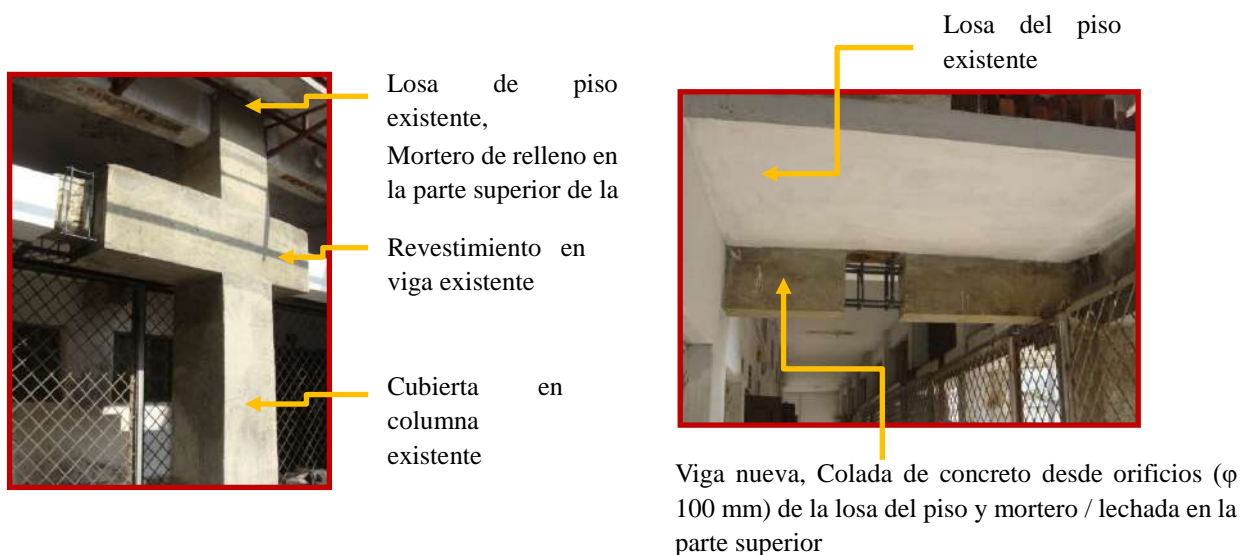 Losa de piso
existente,
Mortero de relleno en
la parte superior de la
Revestimiento en
viga existente
Cubierta en
columna
existente
Losa del piso
existente
Viga nueva, Colada de concreto desde orificios (φ
100 mm) de la losa del piso y mortero / lechada en la
parte superior